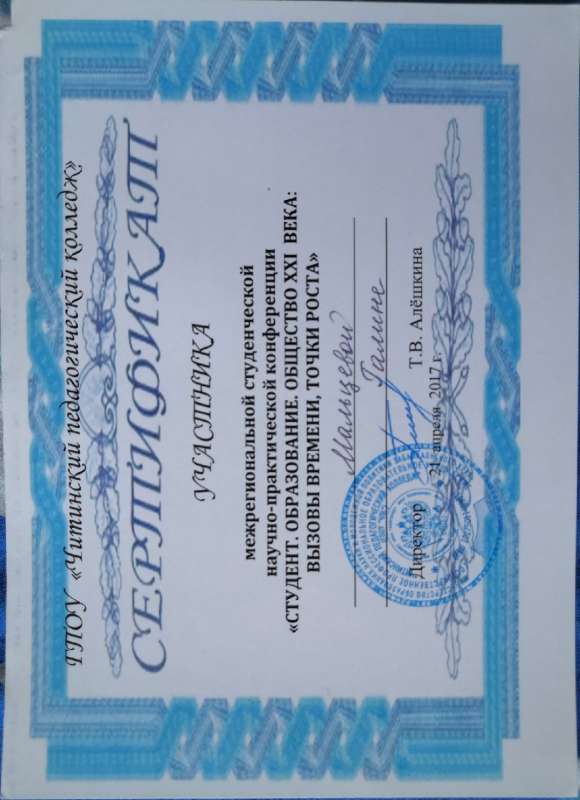 ГПОУ «Читинский педагогический колледж»
СЕРТИФИКАТ
УЧАСТНИКА
межрегиональной студенческой
научно-практической конференции
«СТУДЕНТ. ОБРАЗОВАНИЕ. ОБЩЕСТВО XXI ВЕКА:
ВЫЗОВЫ ВРЕМЕНИ, ТОЧКИ РОСТА»
Мальцевой
Галине
Директор Т.В. Алёшкина
21 апреля 2017 г.